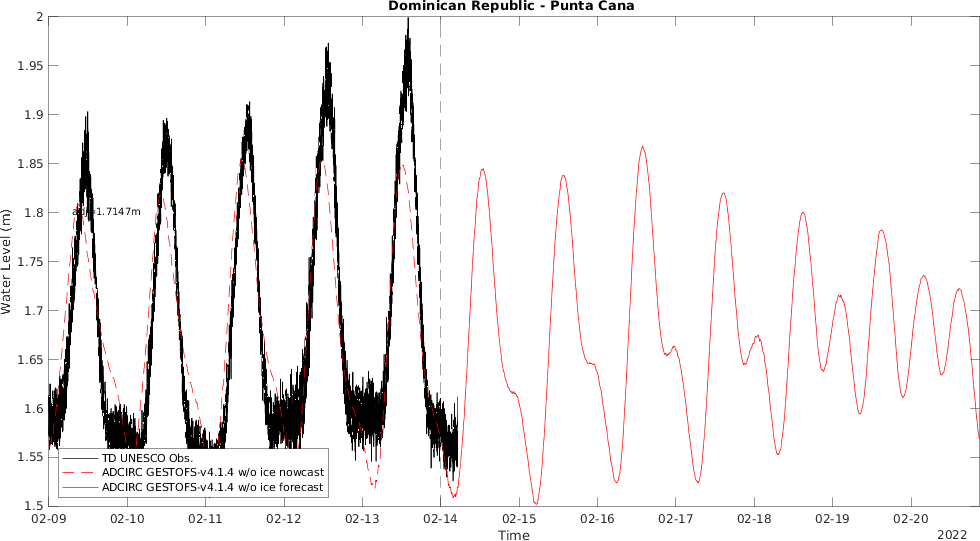 Dominican Republic - Punta Cana
2
1.95
1.9
1.85
1.8
1.75
1.7
1.65
1.6
1.55
1.5
Water Level (m)
=1.7147m
TD UNESCO Obs.
ADCIRC GESTOFS-v4.1.4 w/o ice nowcast
ADCIRC GESTOFS-v4.1.4 w/o ice forecast
02-09 02-10 02-11 02-12 02-13 02-14 02-15 02-16 02-17 02-18 02-19 02-20
Time
2022